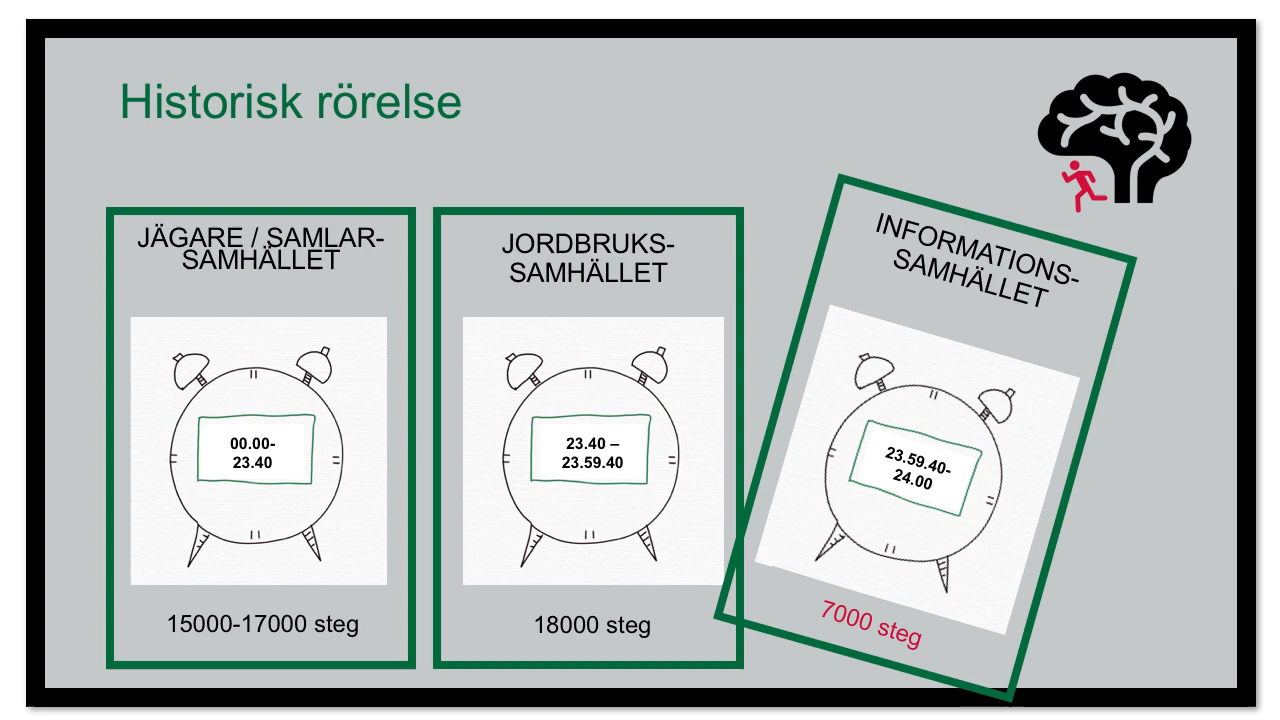 Historisk rörelse
JÄGARE / SAMLAR-
SAMHÄLLET
00.00-
23.40
15000-17000 steg
JORDBRUKS-
SAMHÄLLET
23.40 –
23.59.40
18000 steg
INFORMATIONS-
SAMHÄLLET
23.59.40-
24.00
7000 steg